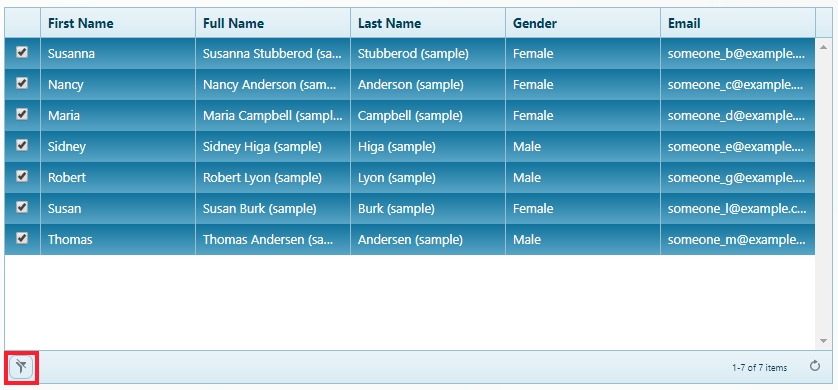 First Name Full Name Last Name Gender Email
Susanna Susanna Stubberod (sa... Stubberod (sample) Female someone_b@example....
Nancy Nancy Anderson (sam... Anderson (sample) Female someone_c@example....
Maria Maria Campbell (sampl... Campbell (sample) Female someone_d@example....
Sidney Sidney Higa (sample) Higa (sample) Male someone_e@example....
Robert Robert Lyon (sample) Lyon (sample) Male someone_g@example....
Susan Susan Burk (sample) Burk (sample) Female someone_l@example.c...
Thomas Thomas Andersen (sa... Andersen (sample) Male someone_m@example...
1-7 of 7 items